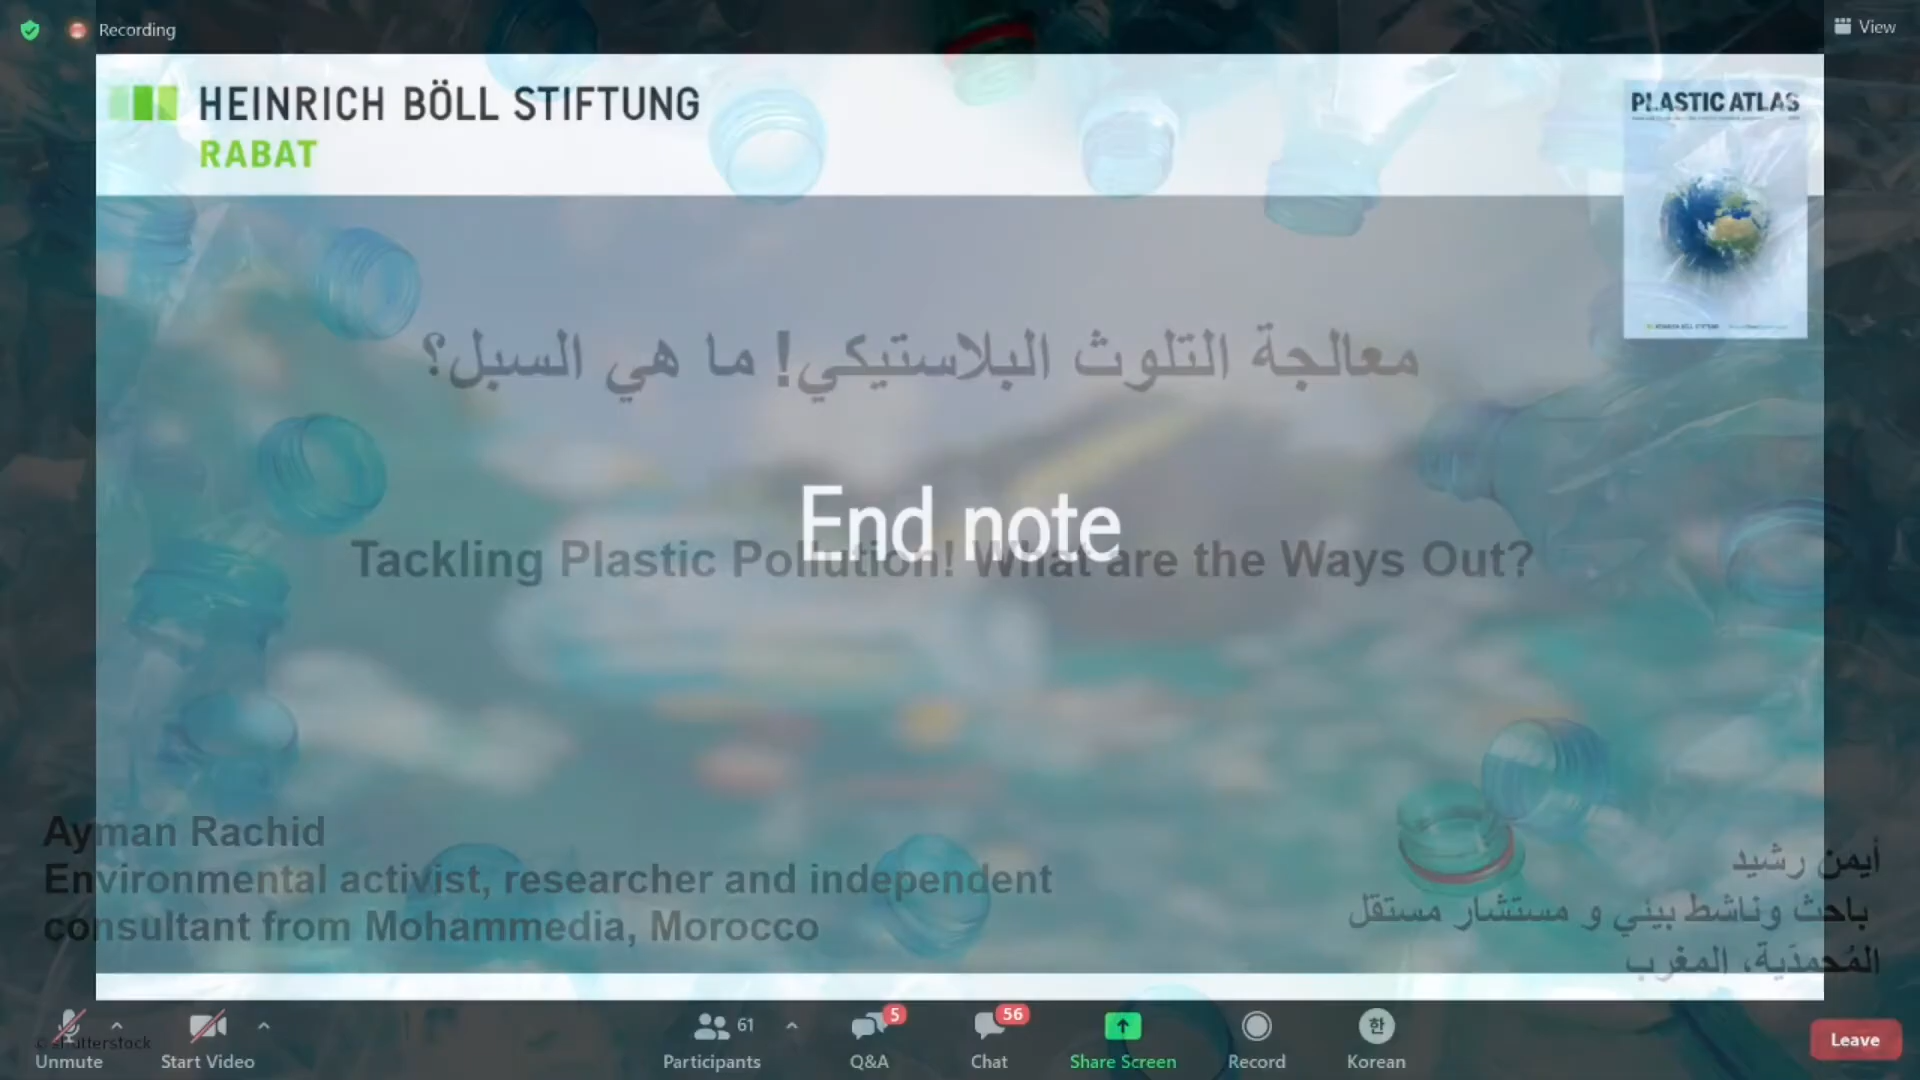 Recording
View
HEINRICH BÖLL STIFTUNG
RABAT
PLASTIC ATLAS
معالجة التلوث البلاستيكي! ما هي السبل؟
End note
Tackling Plastic Pollution! What are the Ways Out?
Ayman Rachid
Environmental activist, researcher and independent
consultant from Mohammedia, Morocco
أيمن رشيد
باحث وناشط بيئي و مستشار مستقل
المُحمدَية، المغرب
© shutterstock
Unmute
Start Video
61
Participants
5
Q&A
56
Chat
Share Screen
Record
한
Korean
Leave